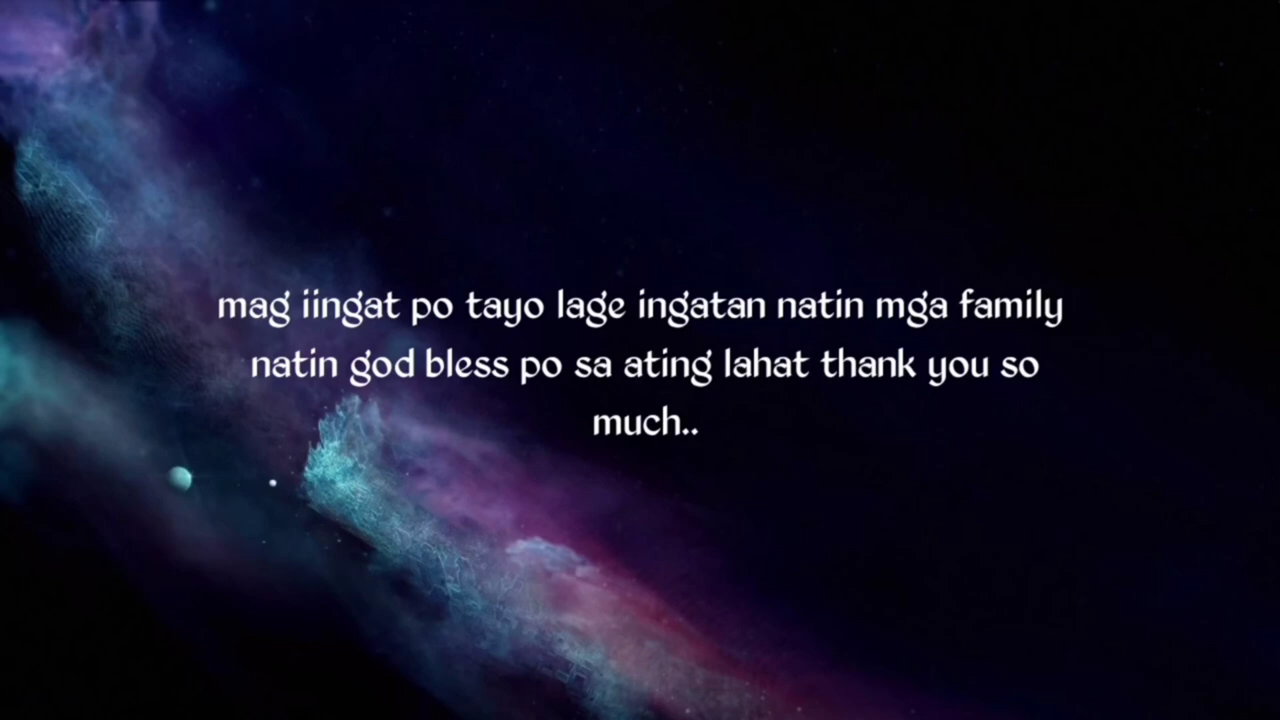 mag iingat po tayo lage ingatan natin mga family
natin god bless po sa ating lahat thank you so
much..